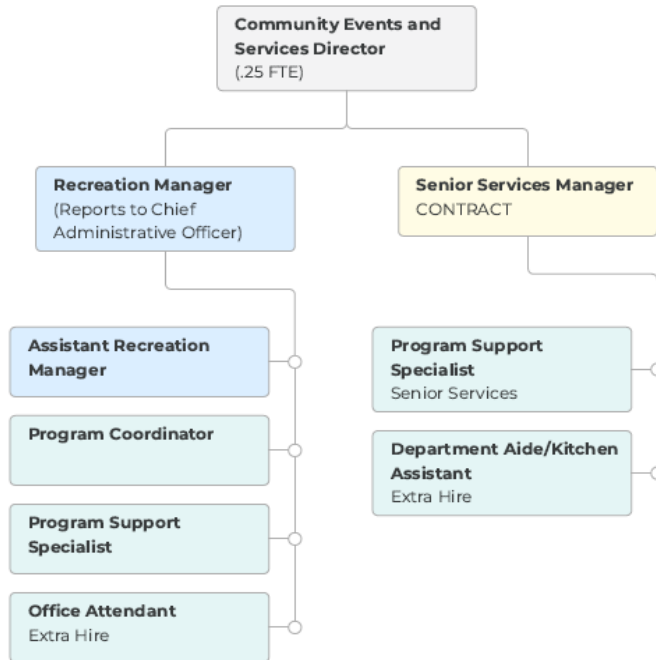 Community Events and
Services Director
(.25 FTE)
Recreation Manager
(Reports to Chief
Administrative Officer)
Senior Services Manager
CONTRACT
Assistant Recreation
Manager
Program Coordinator
Program Support
Specialist
Office Attendant
Extra Hire
Program Support
Specialist
Senior Services
Department Aide/Kitchen
Assistant
Extra Hire